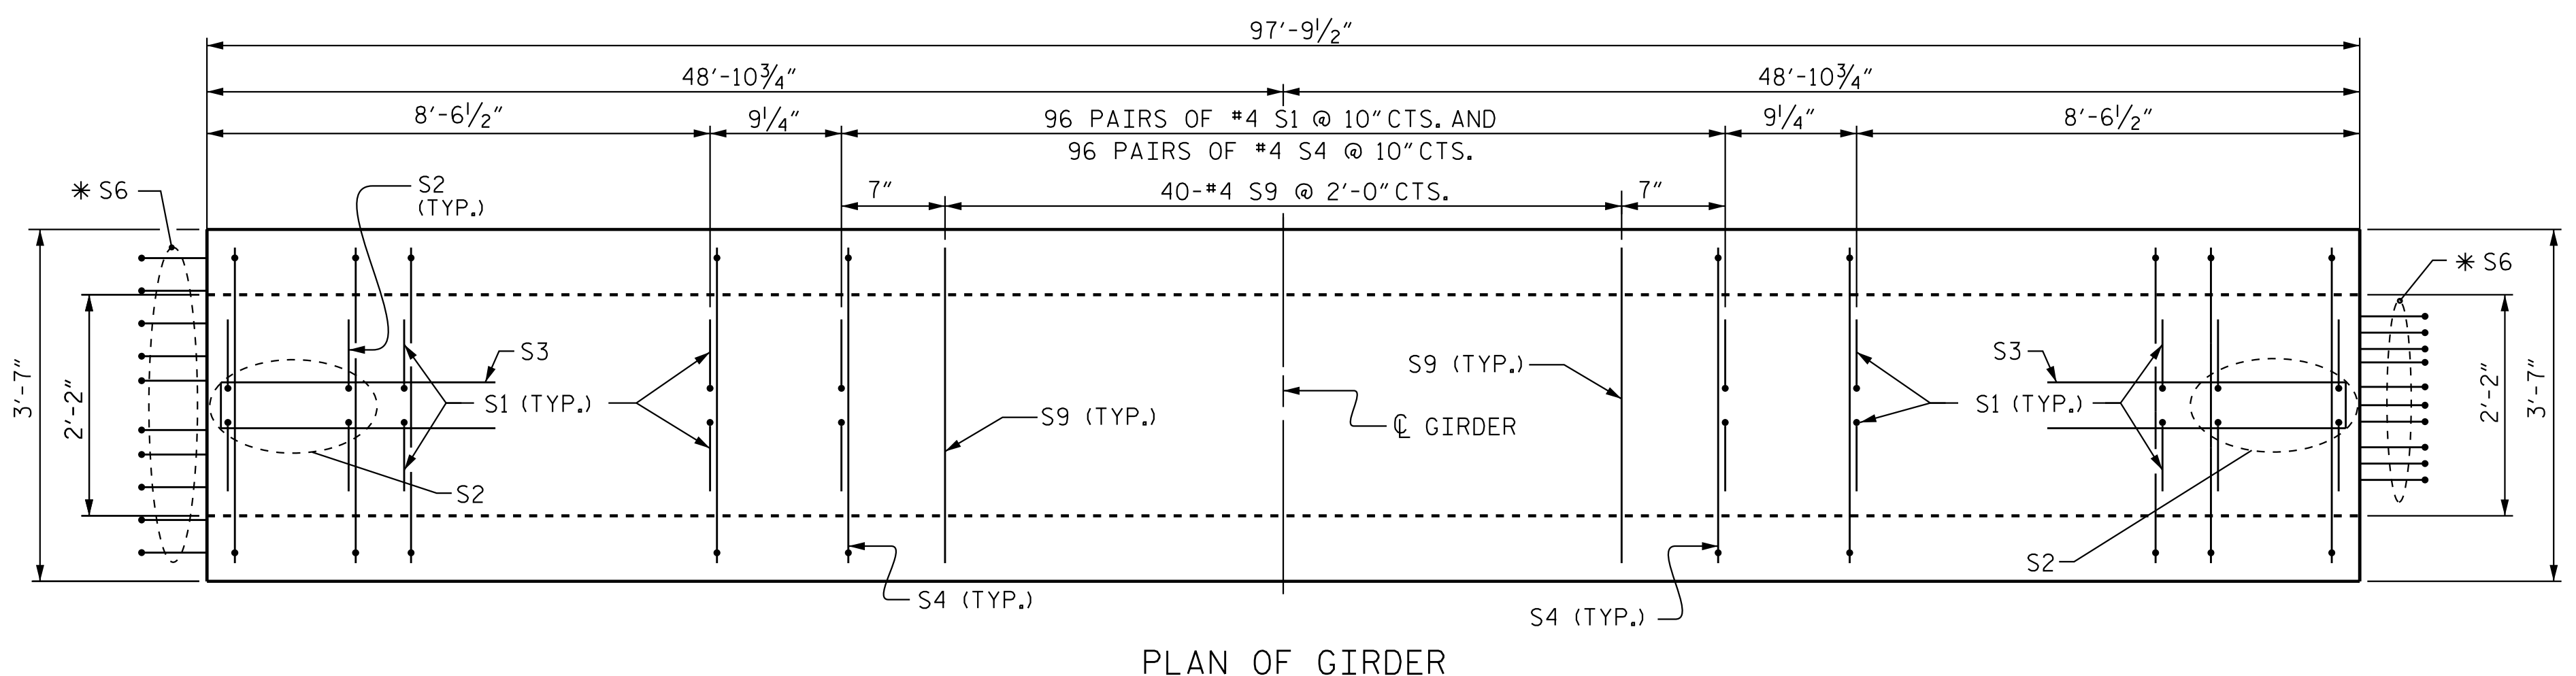 97′-9½″
48′-10¾″ 48′-10¾″
8′-6½″ 9¼″ 96 PAIRS OF #4 S1 @ 10″ CTS. AND 9¼″ 8′-6½″
96 PAIRS OF #4 S4 @ 10″ CTS.
7″ 40-#4 S9 @ 2′-0″ CTS. 7″
* S6
S2
(TYP.)
* S6
S3
S9 (TYP.)
S3
S1 (TYP.)
S1 (TYP.)
S9 (TYP.)
℄ GIRDER
3′-7″
2′-2″
2′-2″
3′-7″
S2
S2
S4 (TYP.)
S4 (TYP.)
PLAN OF GIRDER